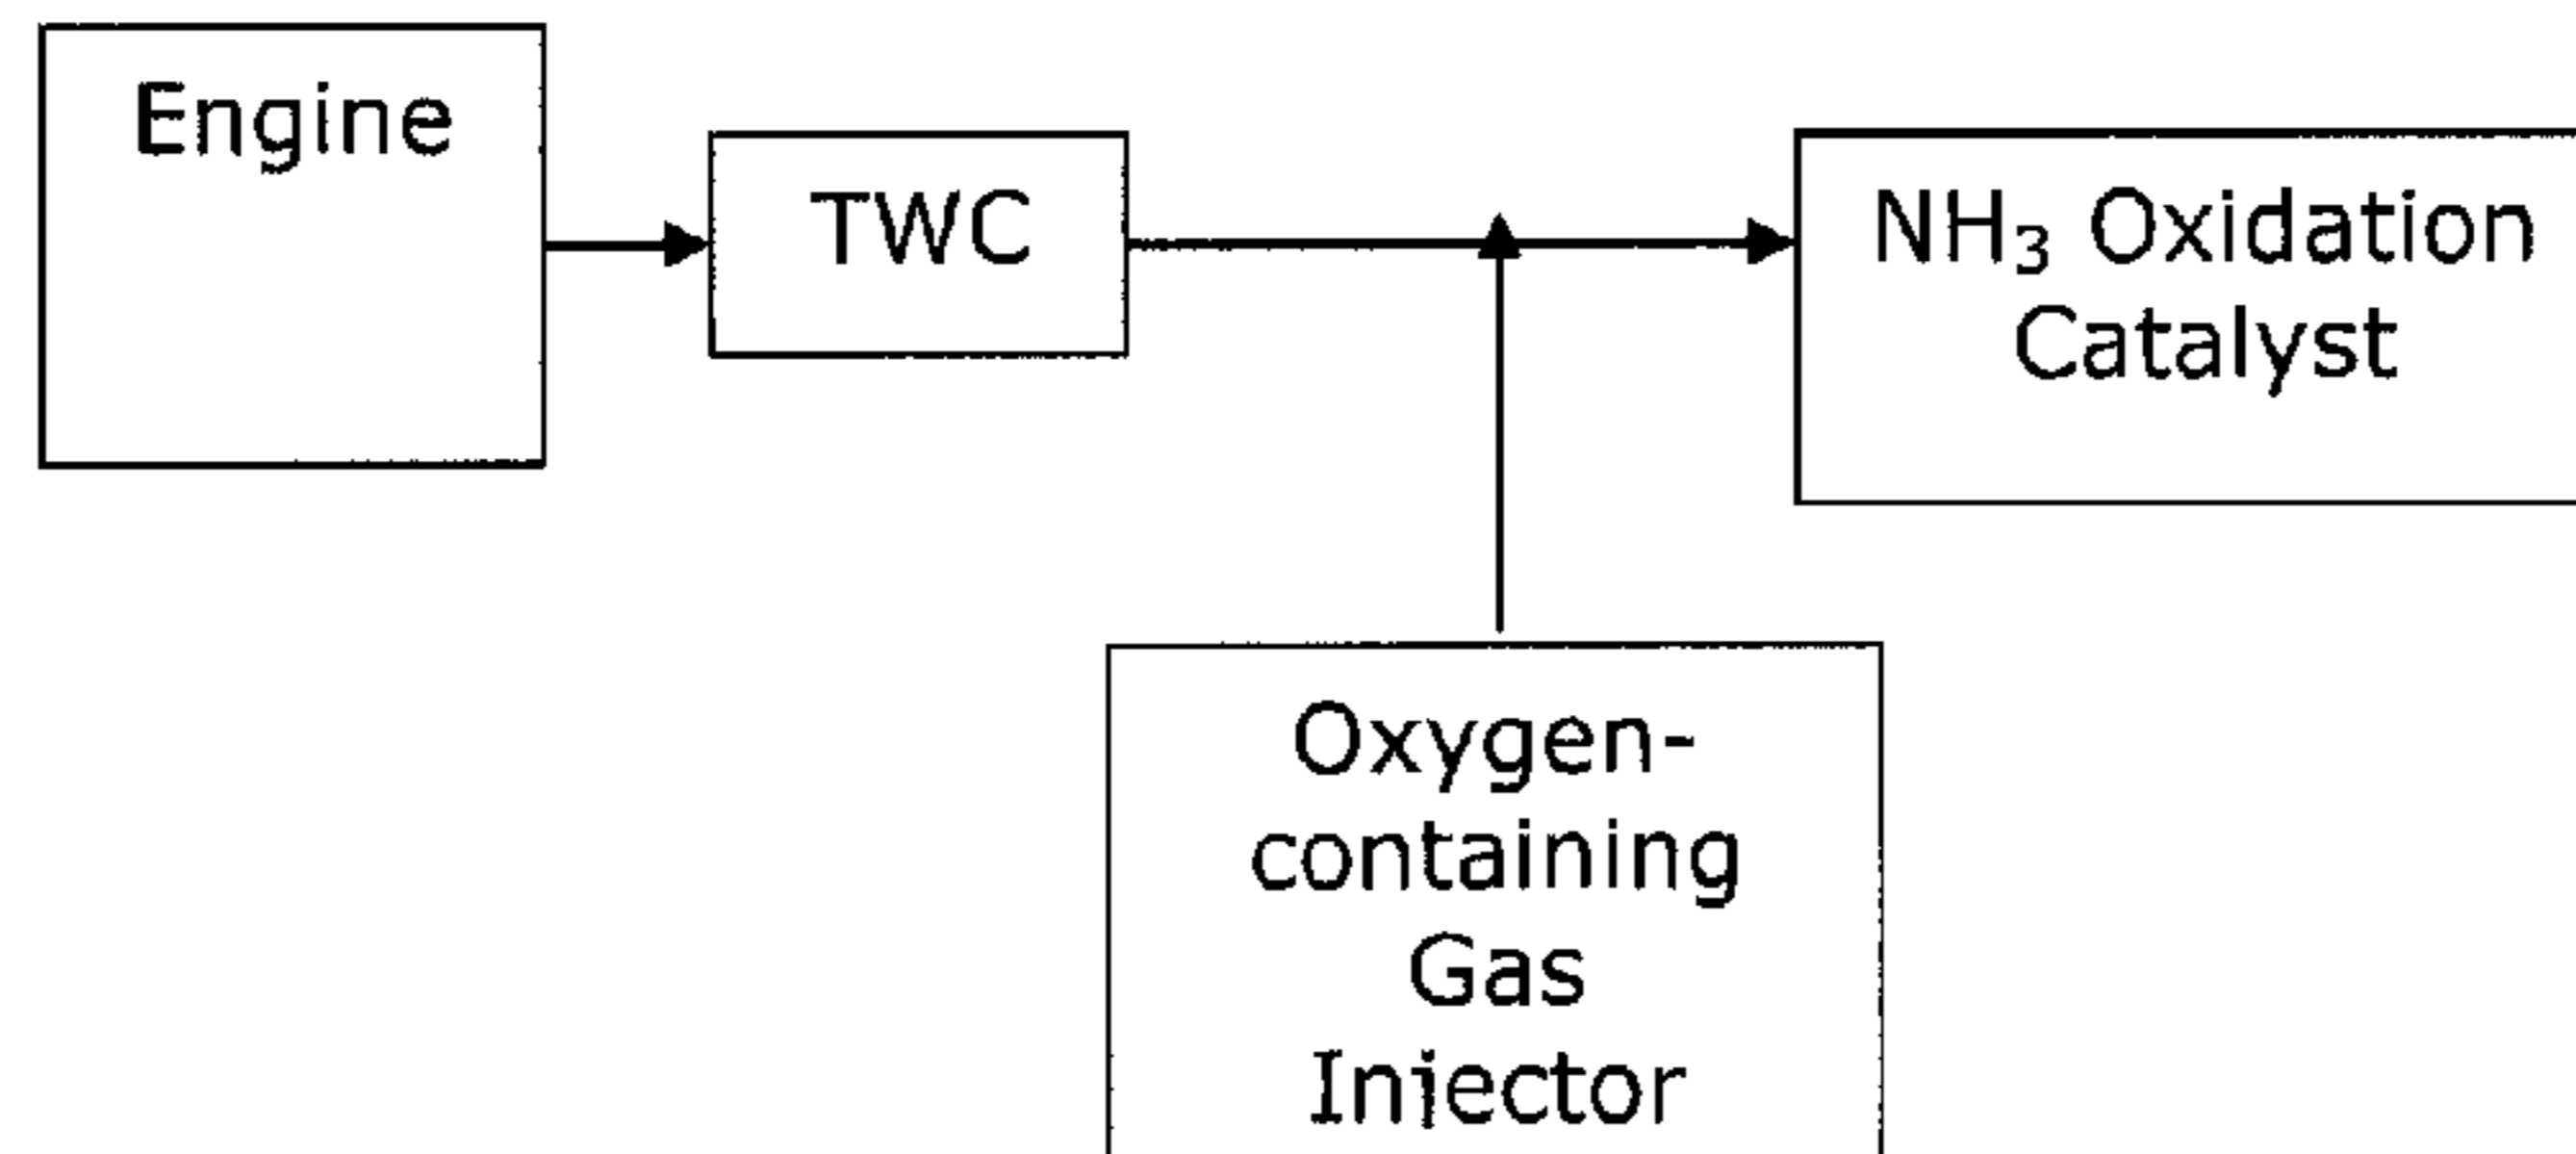 Engine
TWC
NH₃ Oxidation
Catalyst
Oxygen-
containing
Gas
Injector